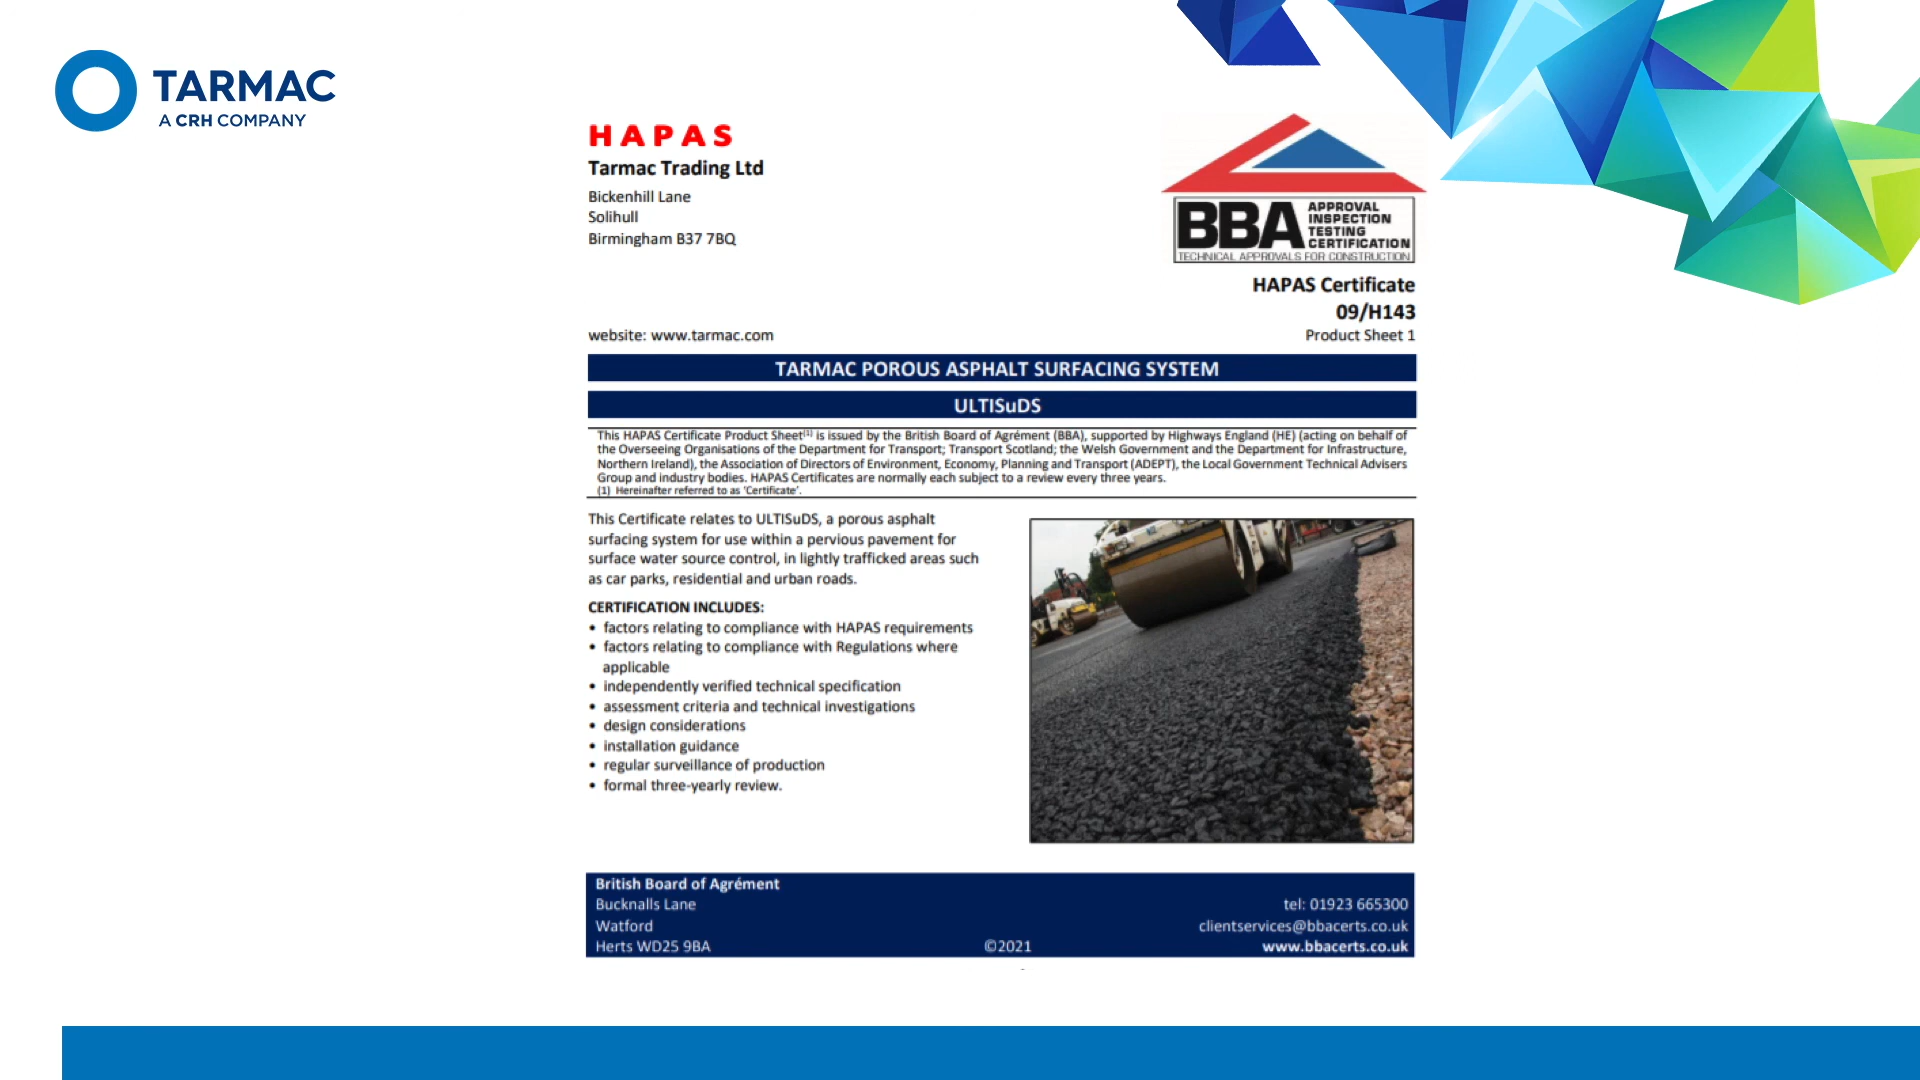 TARMAC
A CRH COMPANY
HAPAS
Tarmac Trading Ltd
Bickenhill Lane
Solihull
Birmingham B37 7BQ
website: www.tarmac.com
BBA
APPROVAL
INSPECTION
TESTING
CERTIFICATION
TECHNICAL APPROVALS FOR CONSTRUCTION
HAPAS Certificate
09/H143
Product Sheet 1
TARMAC POROUS ASPHALT SURFACING SYSTEM
ULTISuDS
This HAPAS Certificate Product Sheet(1) is issued by the British Board of Agrément (BBA), supported by Highways England (HE) (acting on behalf of
the Overseeing Organisations of the Department for Transport; Transport Scotland; the Welsh Government and the Department for Infrastructure,
Northern Ireland), the Association of Directors of Environment, Economy, Planning and Transport (ADEPT), the Local Government Technical Advisers
Group and industry bodies. HAPAS Certificates are normally each subject to a review every three years.
(1) Hereinafter referred to as 'Certificate'.
This Certificate relates to ULTISuDS, a porous asphalt
surfacing system for use within a pervious pavement for
surface water source control, in lightly trafficked areas such
as car parks, residential and urban roads.
CERTIFICATION INCLUDES:
• factors relating to compliance with HAPAS requirements
• factors relating to compliance with Regulations where
applicable
• independently verified technical specification
• assessment criteria and technical investigations
• design considerations
• installation guidance
• regular surveillance of production
• formal three-yearly review.
British Board of Agrément
Bucknalls Lane
Watford
Herts WD25 9BA
©2021
tel: 01923 665300
clientservices@bbacerts.co.uk
www.bbacerts.co.uk